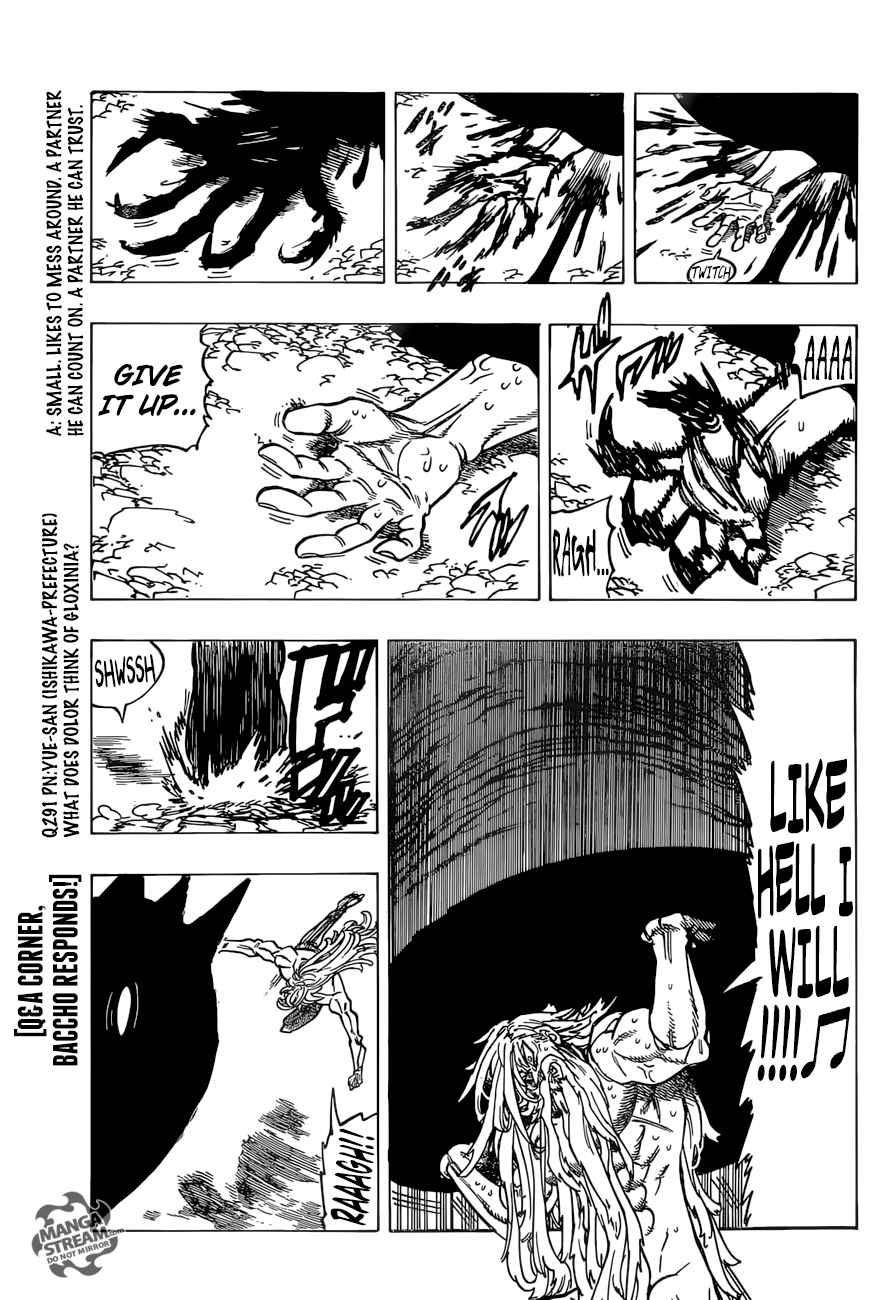 TWITCH
AAAA
RAGH...
GIVE
IT UP...
LIKE
HELL I
WILL
!!!!♫
SHWSSH
RAAAGH!!
[Q&A CORNER,
BACCHO RESPONDS!]
Q291 PN:YUE-SAN (ISHIKAWA-PREFECTURE)
WHAT DOES DOLOR THINK OF GLOXINIA?
A: SMALL. LIKES TO MESS AROUND. A PARTNER
HE CAN COUNT ON. A PARTNER HE CAN TRUST.
MANGA
STREAM.com
DO NOT MIRROR